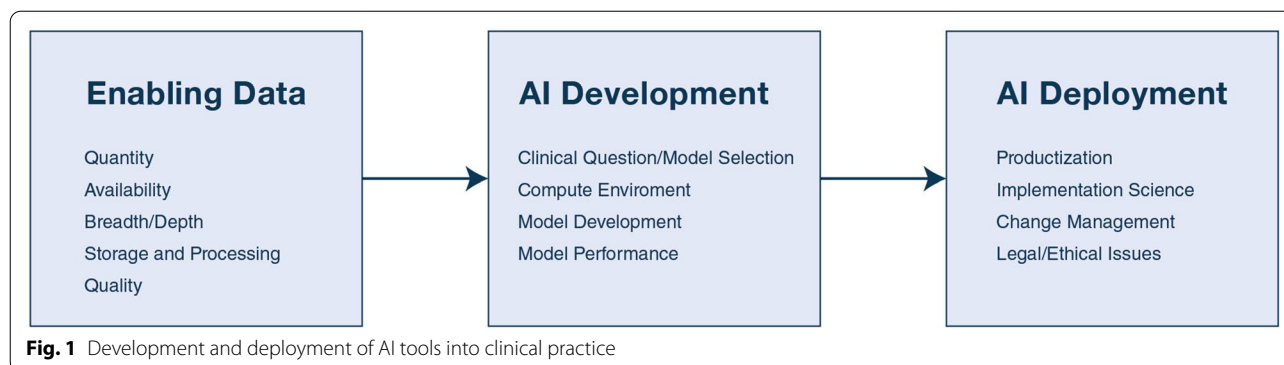 Enabling Data
Quantity
Availability
Breadth/Depth
Storage and Processing
Quality
AI Development
Clinical Question/Model Selection
Compute Enviroment
Model Development
Model Performance
AI Deployment
Productization
Implementation Science
Change Management
Legal/Ethical Issues
Fig. 1 Development and deployment of AI tools into clinical practice